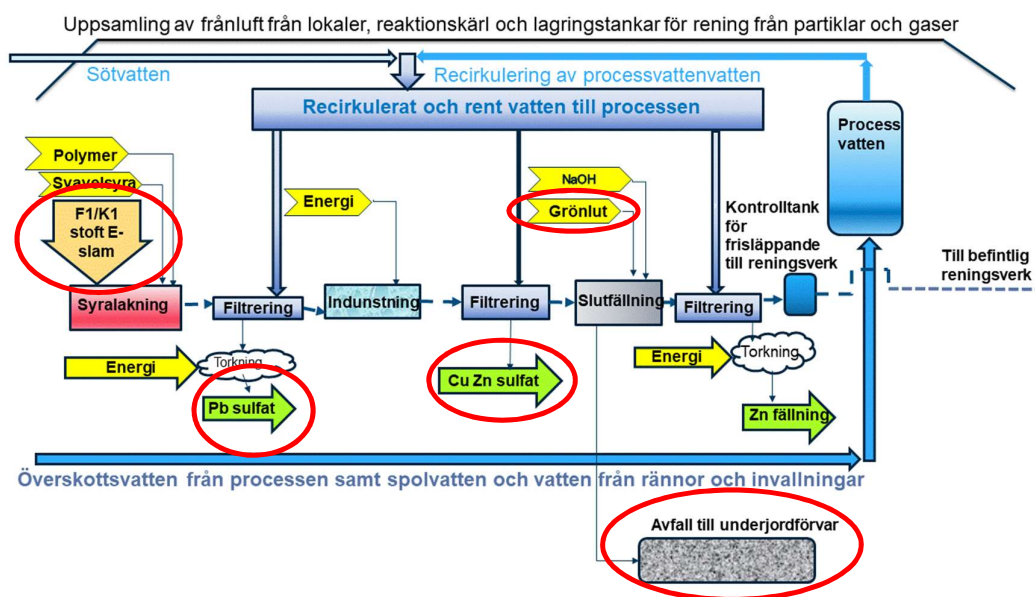 Uppsamling av frånluft från lokaler, reaktionskärl och lagringstankar för rening från partiklar och gaser
Sötvatten
Recirkulering av processvattenvatten
Recirkulerat och rent vatten till processen
Process
vatten
Polymer
Svavelsyra
F1/K1
stoft E-
slam
Energi
NaOH
Grönlut
Kontrolltank
för
frisläppande
till reningsverk
Till befintlig
reningsverk
Syralakning
Filtrering
Indunstning
Filtrering
Slutfällning
Filtrering
Energi
Torkning
Pb sulfat
Cu Zn sulfat
Energi
Torkning
Zn fällning
Överskottsvatten från processen samt spolvatten och vatten från rännor och invallningar
Avfall till underjordförvar